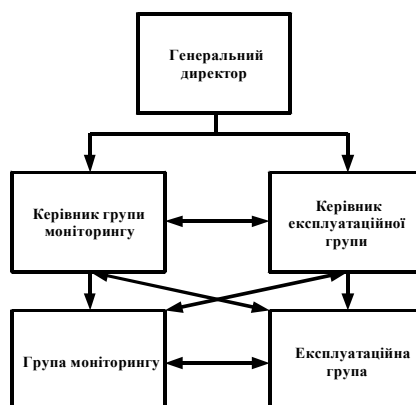 Генеральний
директор
Керівник групи
моніторингу
Керівник
експлуатаційної
групи
Група моніторингу
Експлуатаційна
група